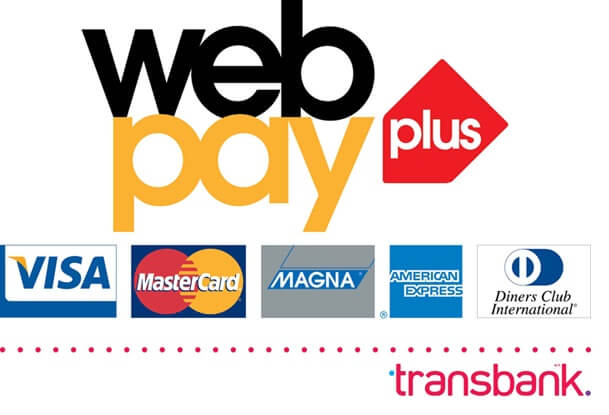 web
pay
plus
VISA
MasterCard
MAGNA
AMERICAN
EXPRESS
®
Diners Club
International®
transbank.